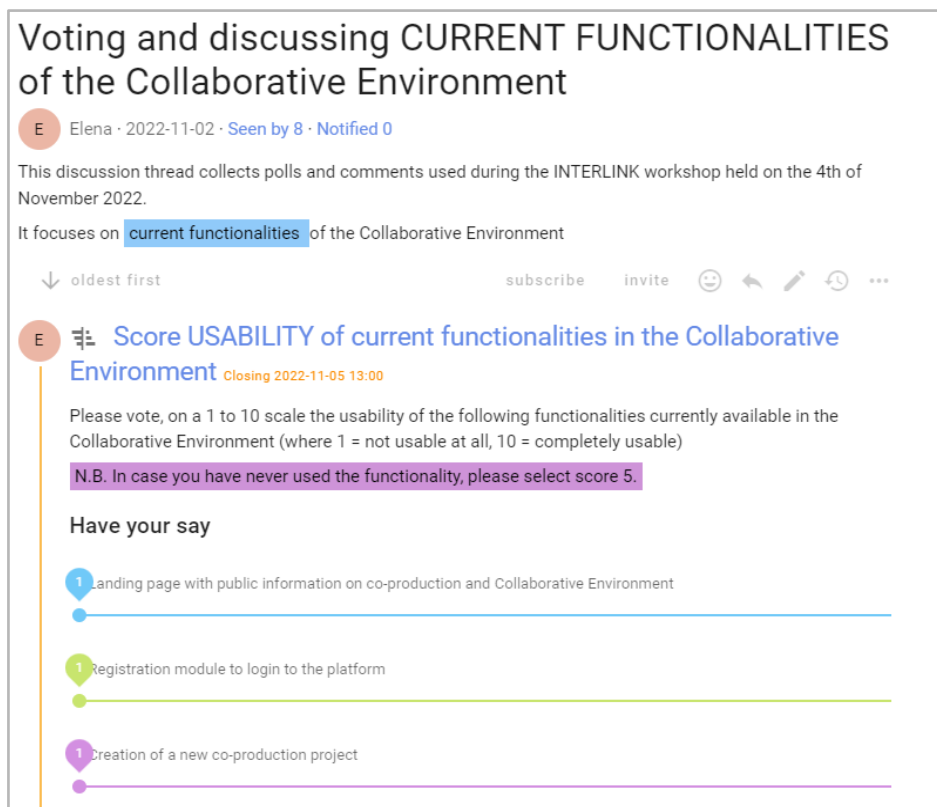 Voting and discussing CURRENT FUNCTIONALITIES
of the Collaborative Environment
E Elena · 2022-11-02 · Seen by 8 · Notified 0
This discussion thread collects polls and comments used during the INTERLINK workshop held on the 4th of
November 2022.
It focuses on current functionalities of the Collaborative Environment
oldest first subscribe invite
E Score USABILITY of current functionalities in the Collaborative
Environment Closing 2022-11-05 13:00
Please vote, on a 1 to 10 scale the usability of the following functionalities currently available in the
Collaborative Environment (where 1 = not usable at all, 10 = completely usable)
N.B. In case you have never used the functionality, please select score 5.
Have your say
1 Landing page with public information on co-production and Collaborative Environment
1 Registration module to login to the platform
1 Creation of a new co-production project